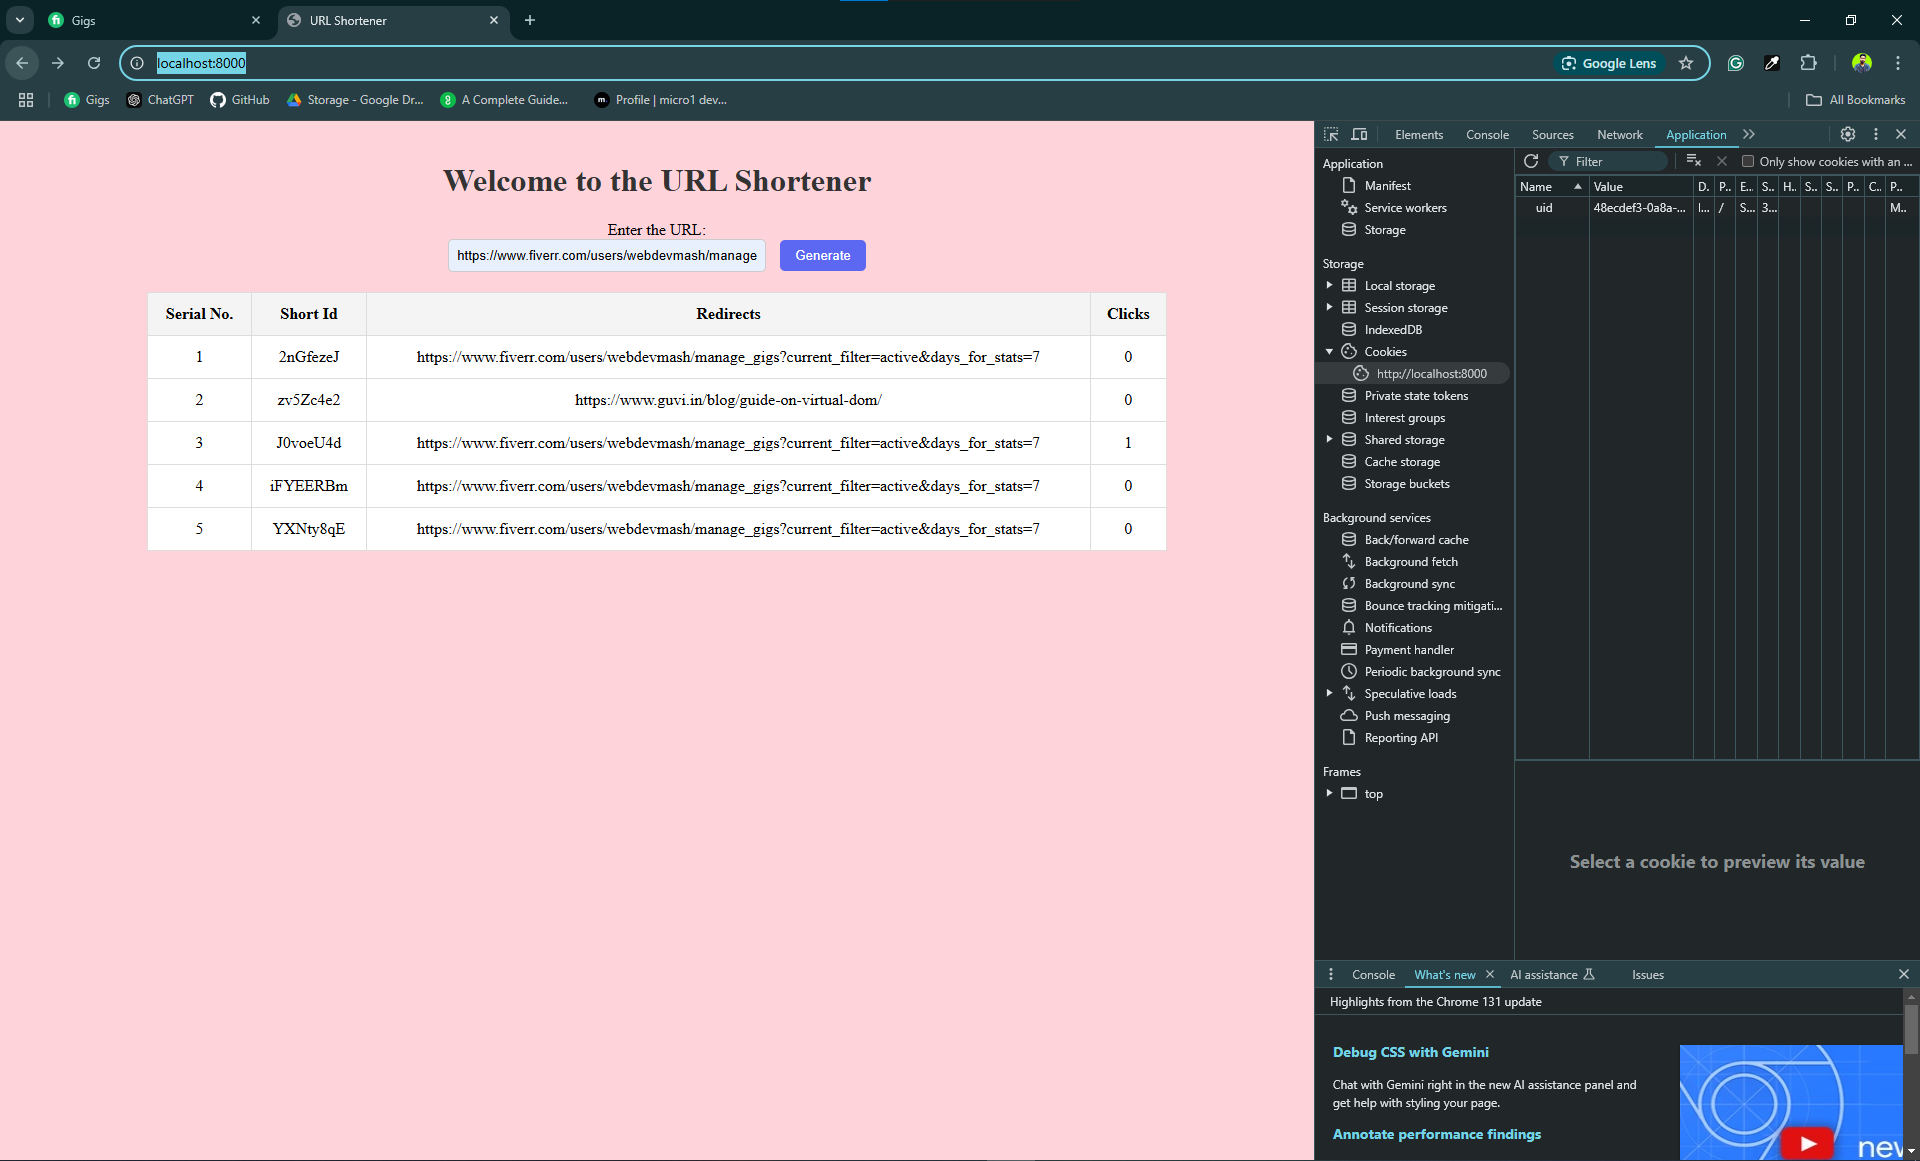 Gigs
URL Shortener
localhost:8000
Google Lens
Gigs
ChatGPT
GitHub
Storage - Google Dr...
A Complete Guide...
m.
Profile | micro1 dev...
All Bookmarks
Welcome to the URL Shortener
Enter the URL:
https://www.fiverr.com/users/webdevmash/manage
Generate
Serial No. Short Id Redirects Clicks
1 2nGfezeJ https://www.fiverr.com/users/webdevmash/manage_gigs?current_filter=active&days_for_stats=7 0
2 zv5Zc4e2 https://www.guvi.in/blog/guide-on-virtual-dom/ 0
3 J0voeU4d https://www.fiverr.com/users/webdevmash/manage_gigs?current_filter=active&days_for_stats=7 1
4 iFYEERBm https://www.fiverr.com/users/webdevmash/manage_gigs?current_filter=active&days_for_stats=7 0
5 YXNty8qE https://www.fiverr.com/users/webdevmash/manage_gigs?current_filter=active&days_for_stats=7 0
Elements Console Sources Network Application
Application
Manifest
Service workers
Storage
Storage
Local storage
Session storage
IndexedDB
Cookies
http://localhost:8000
Private state tokens
Interest groups
Shared storage
Cache storage
Storage buckets
Background services
Back/forward cache
Background fetch
Background sync
Bounce tracking mitigati...
Notifications
Payment handler
Periodic background sync
Speculative loads
Push messaging
Reporting API
Frames
top
Filter
Only show cookies with an ...
Name Value D. P.. E.. S.. H. S.. S.. P.. C.. P..
uid 48ecdef3-0a8a-... l... / S... 3... M..
Select a cookie to preview its value
Console What's new AI assistance Issues
Highlights from the Chrome 131 update
Debug CSS with Gemini
Chat with Gemini right in the new AI assistance panel and
get help with styling your page.
Annotate performance findings
new